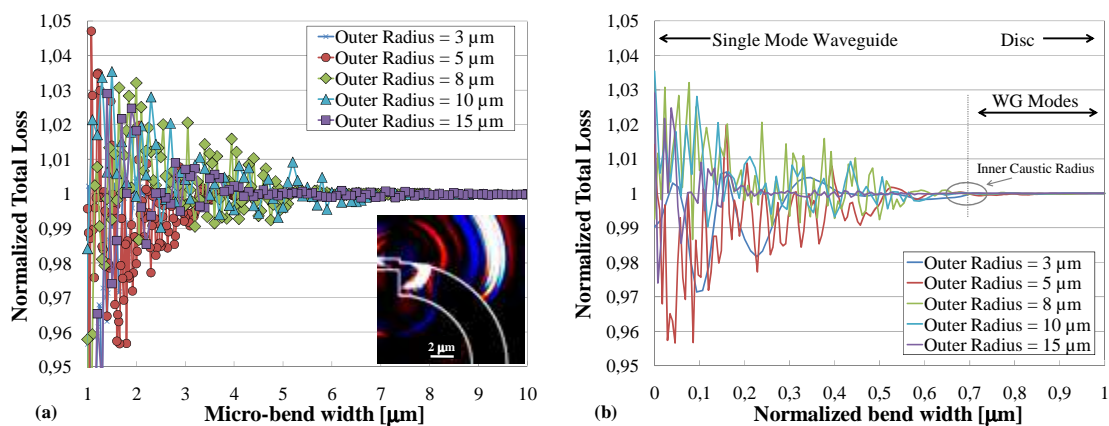 1,05
1,04
1,03
1,02
1,01
1
0,99
0,98
0,97
0,96
0,95
Normalized Total Loss
Outer Radius = 3 µm
Outer Radius = 5 µm
Outer Radius = 8 µm
Outer Radius = 10 µm
Outer Radius = 15 µm
2 µm
1 2 3 4 5 6 7 8 9 10
(a)
Micro-bend width [µm]
1,05
1,04
1,03
1,02
1,01
1
0,99
0,98
0,97
0,96
0,95
Normalized Total Loss
Single Mode Waveguide Disc
WG Modes
Inner Caustic Radius
Outer Radius = 3 µm
Outer Radius = 5 µm
Outer Radius = 8 µm
Outer Radius = 10 µm
Outer Radius = 15 µm
0 0,1 0,2 0,3 0,4 0,5 0,6 0,7 0,8 0,9 1
(b)
Normalized bend width [µm]